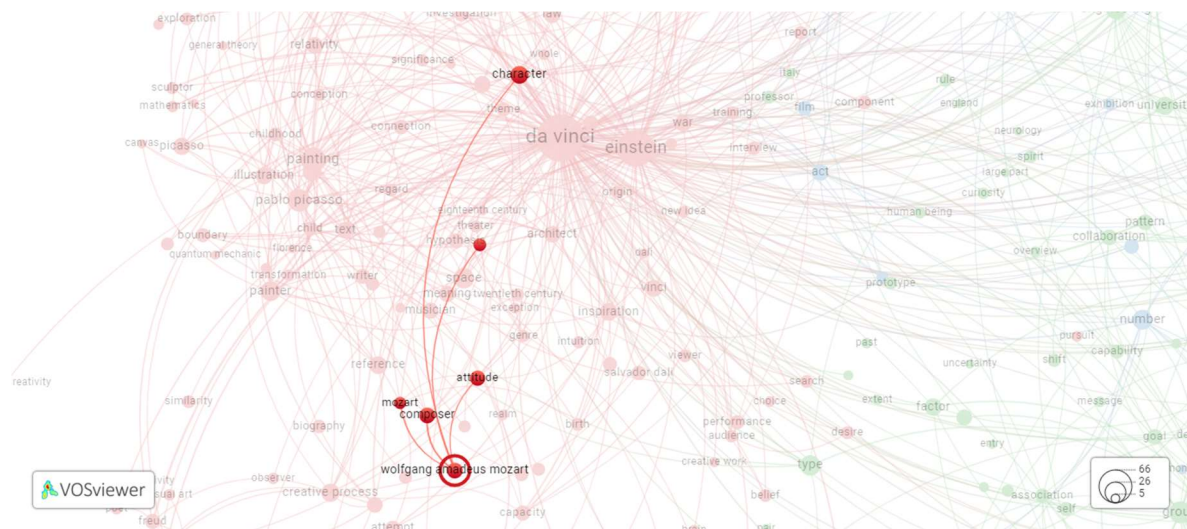 investigation
law
exploration
report
general theory
relativity
whole
significance
character
italy
rule
sculptor
conception
professor
component
england
exhibition
universit
mathematics
theme
film
training
connection
war
childhood
da vinci
neurology
canvas
picasso
einstein
interview
spirit
painting
act
large part
illustration
regard
origin
curiosity
pablo picasso
eighteenth century
new idea
human being
theater
pattern
child
text
boundary
hypothesis
architect
collaboration
florence
dali
overview
quantum mechanic
transformation
writer
space
prototype
painter
meaning
twentieth century
vinci
musician
exception
inspiration
number
genre
intuition
past
pursuit
reference
viewer
capability
salvador dali
uncertainty
shift
reativity
attitude
search
similarity
mozart
composer
realm
choice
extent
message
factor
biography
birth
performance
audience
desire
entry
goal
wolfgang amadeus mozart
creative work
type
observer
VOSviewer
sual art
creative process
belief
association
capacity
self
freud
attempt
grou
66
26
5